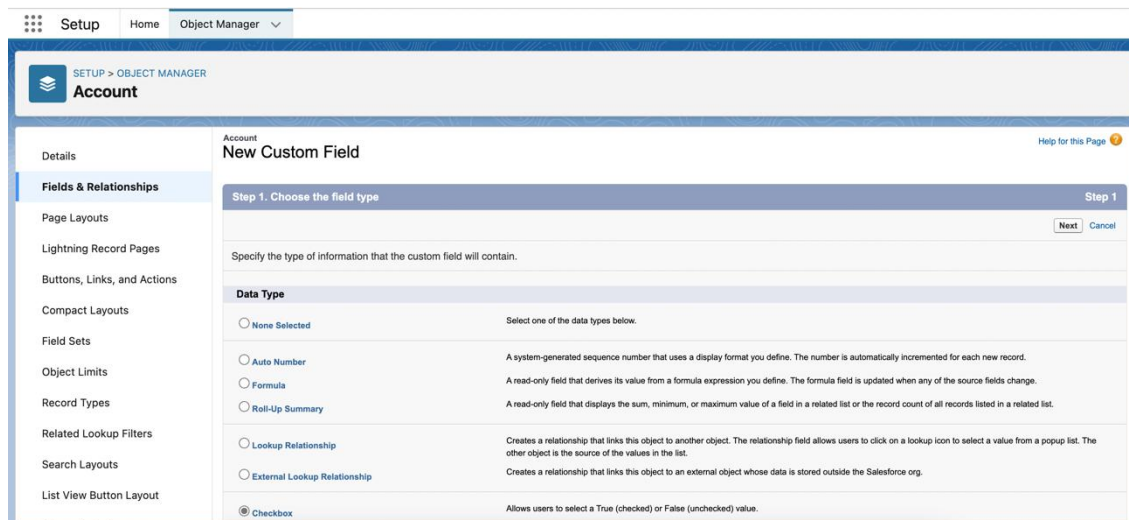 Setup
Home
Object Manager
SETUP > OBJECT MANAGER
Account
Details
Fields & Relationships
Page Layouts
Lightning Record Pages
Buttons, Links, and Actions
Compact Layouts
Field Sets
Object Limits
Record Types
Related Lookup Filters
Search Layouts
List View Button Layout
Account
New Custom Field
Help for this Page ?
Step 1. Choose the field type Step 1
Next Cancel
Specify the type of information that the custom field will contain.
Data Type
None Selected Select one of the data types below.
Auto Number A system-generated sequence number that uses a display format you define. The number is automatically incremented for each new record.
Formula A read-only field that derives its value from a formula expression you define. The formula field is updated when any of the source fields change.
Roll-Up Summary A read-only field that displays the sum, minimum, or maximum value of a field in a related list or the record count of all records listed in a related list.
Lookup Relationship Creates a relationship that links this object to another object. The relationship field allows users to click on a lookup icon to select a value from a popup list. The
other object is the source of the values in the list.
External Lookup Relationship Creates a relationship that links this object to an external object whose data is stored outside the Salesforce org.
Checkbox Allows users to select a True (checked) or False (unchecked) value.